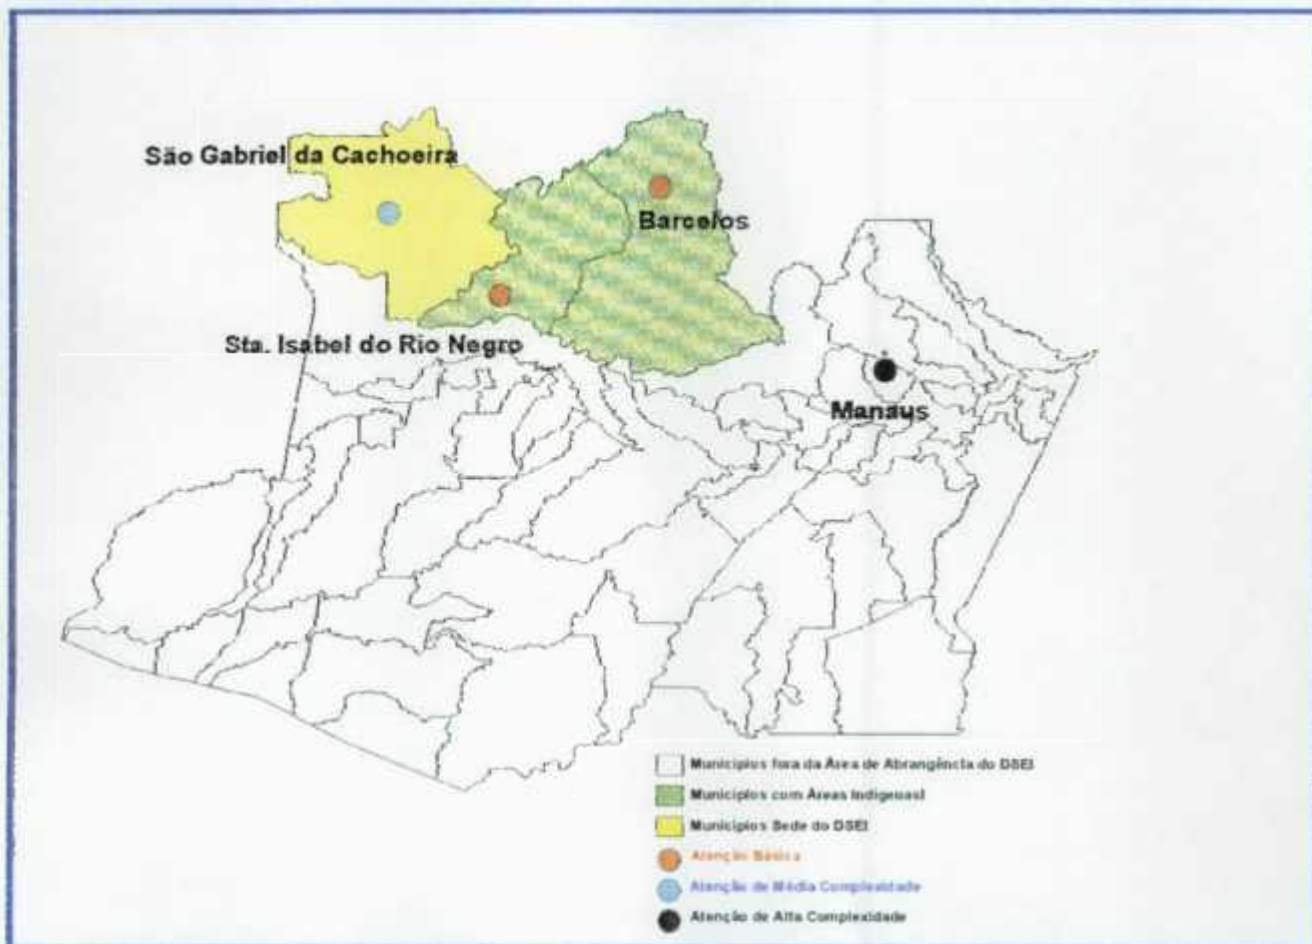 São Gabriel da Cachoeira
Barcelos
Sta. Isabel do Rio Negro
Manaus
Municípios fora da Área de Abrangência do DSEI
Municípios com Áreas Indígenas!
Municípios Sede do DSEI
Atenção Básica
Atenção de Média Complexidade
Atenção de Alta Complexidade